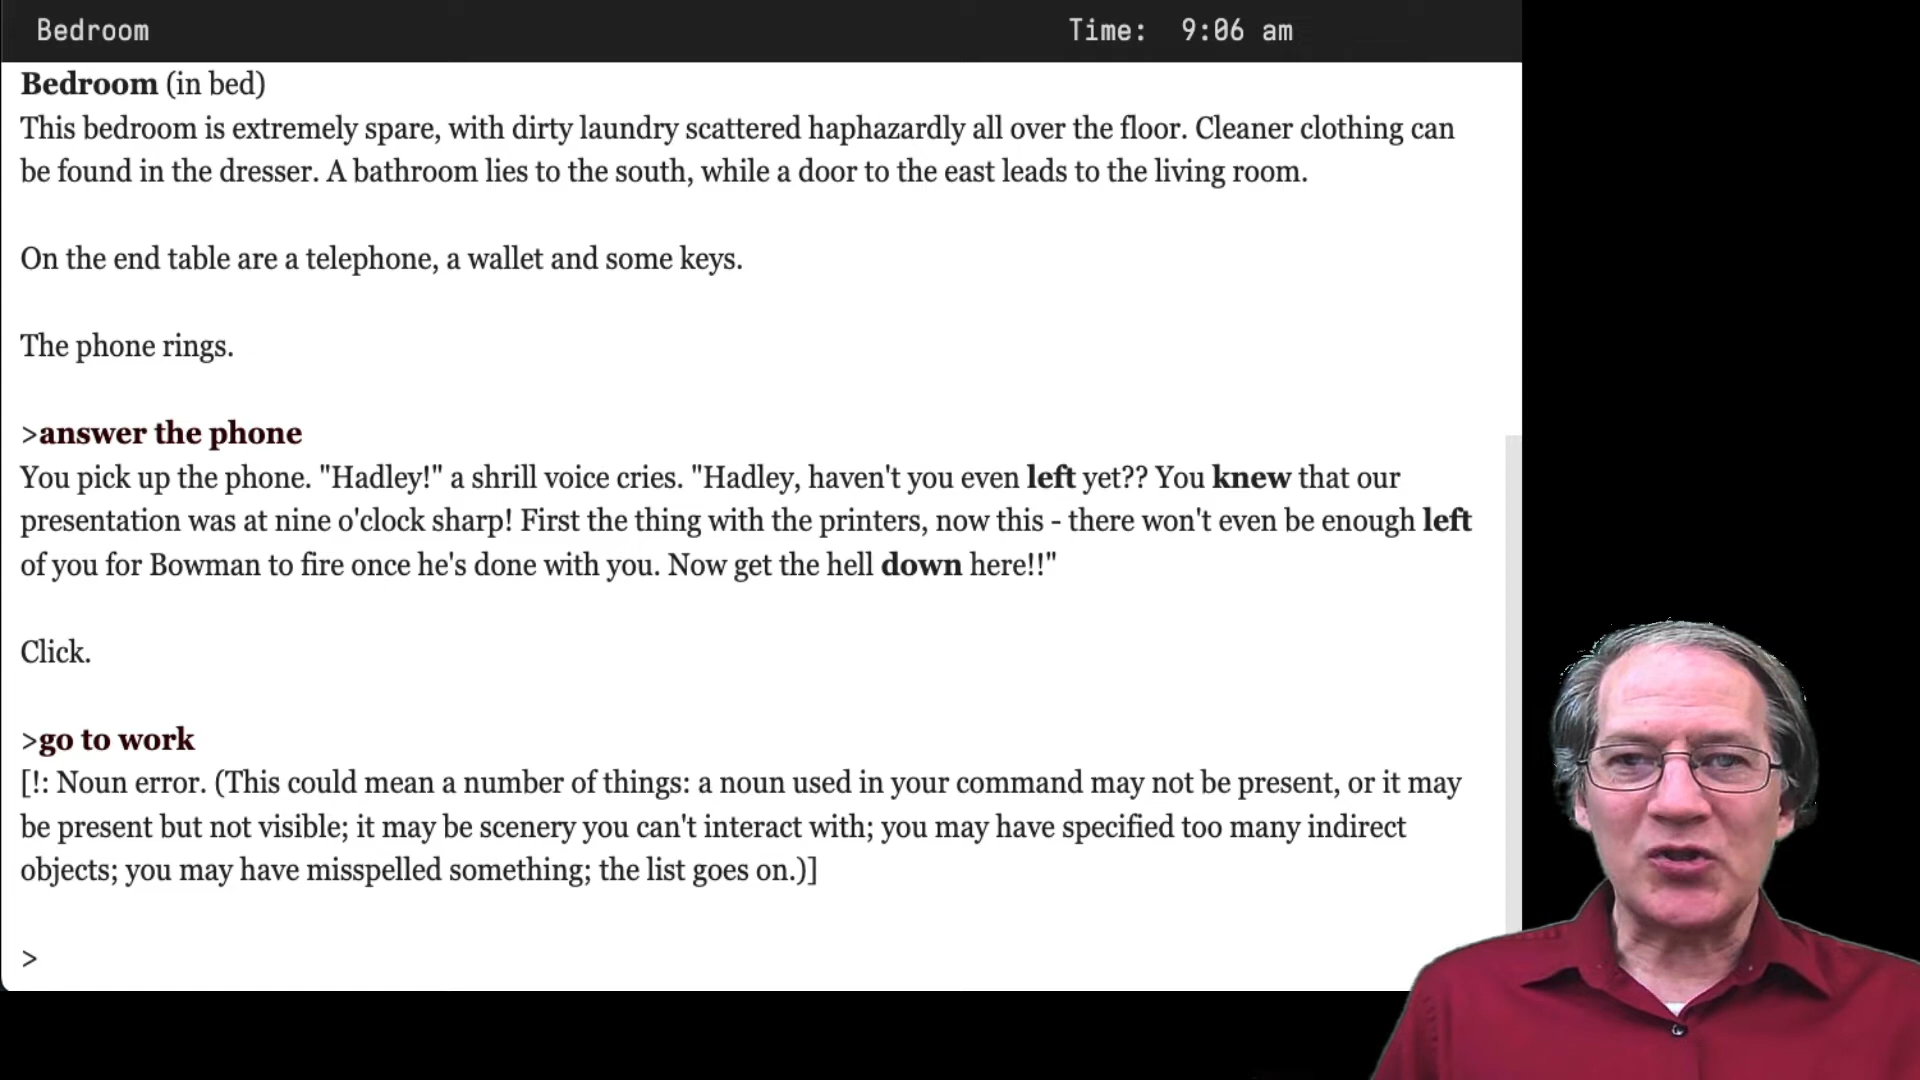 Bedroom Time: 9:06 am
Bedroom (in bed)
This bedroom is extremely spare, with dirty laundry scattered haphazardly all over the floor. Cleaner clothing can
be found in the dresser. A bathroom lies to the south, while a door to the east leads to the living room.
On the end table are a telephone, a wallet and some keys.
The phone rings.
>answer the phone
You pick up the phone. "Hadley!" a shrill voice cries. "Hadley, haven't you even left yet?? You knew that our
presentation was at nine o'clock sharp! First the thing with the printers, now this - there won't even be enough left
of you for Bowman to fire once he's done with you. Now get the hell down here!!"
Click.
>go to work
[!: Noun error. (This could mean a number of things: a noun used in your command may not be present, or it may
be present but not visible; it may be scenery you can't interact with; you may have specified too many indirect
objects; you may have misspelled something; the list goes on.)]
>